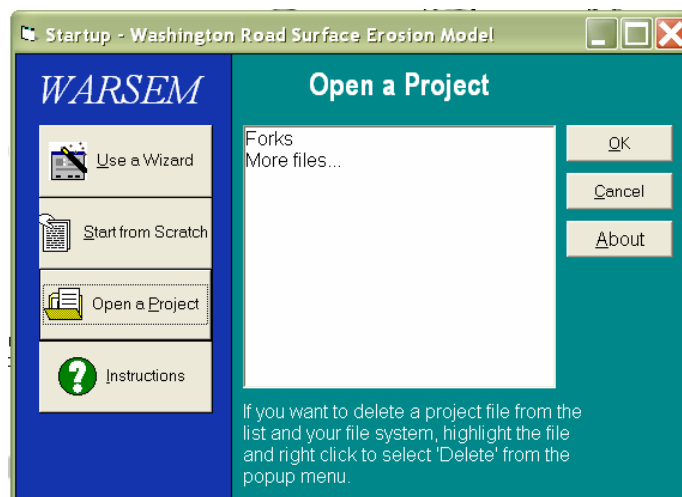 Startup - Washington Road Surface Erosion Model
WARSEM
Open a Project
Use a Wizard
Start from Scratch
Open a Project
Instructions
Forks
More files...
OK
Cancel
About
If you want to delete a project file from the
list and your file system, highlight the file
and right click to select 'Delete' from the
popup menu.